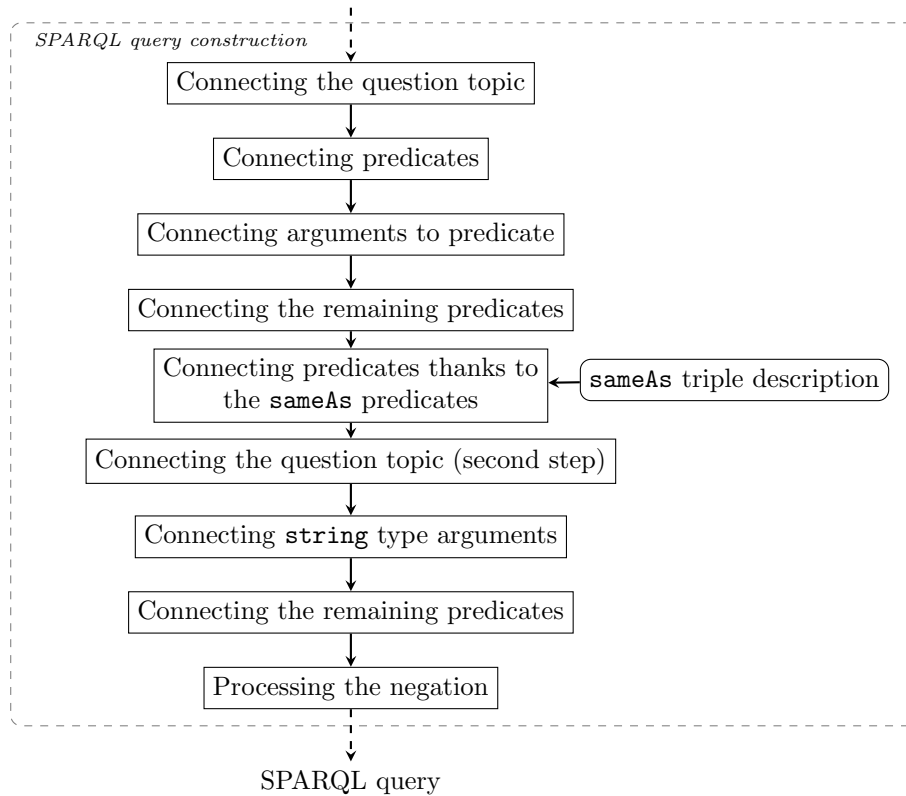 SPARQL query construction
Connecting the question topic
Connecting predicates
Connecting arguments to predicate
Connecting the remaining predicates
Connecting predicates thanks to
the sameAs predicates
sameAs triple description
Connecting the question topic (second step)
Connecting string type arguments
Connecting the remaining predicates
Processing the negation
SPARQL query